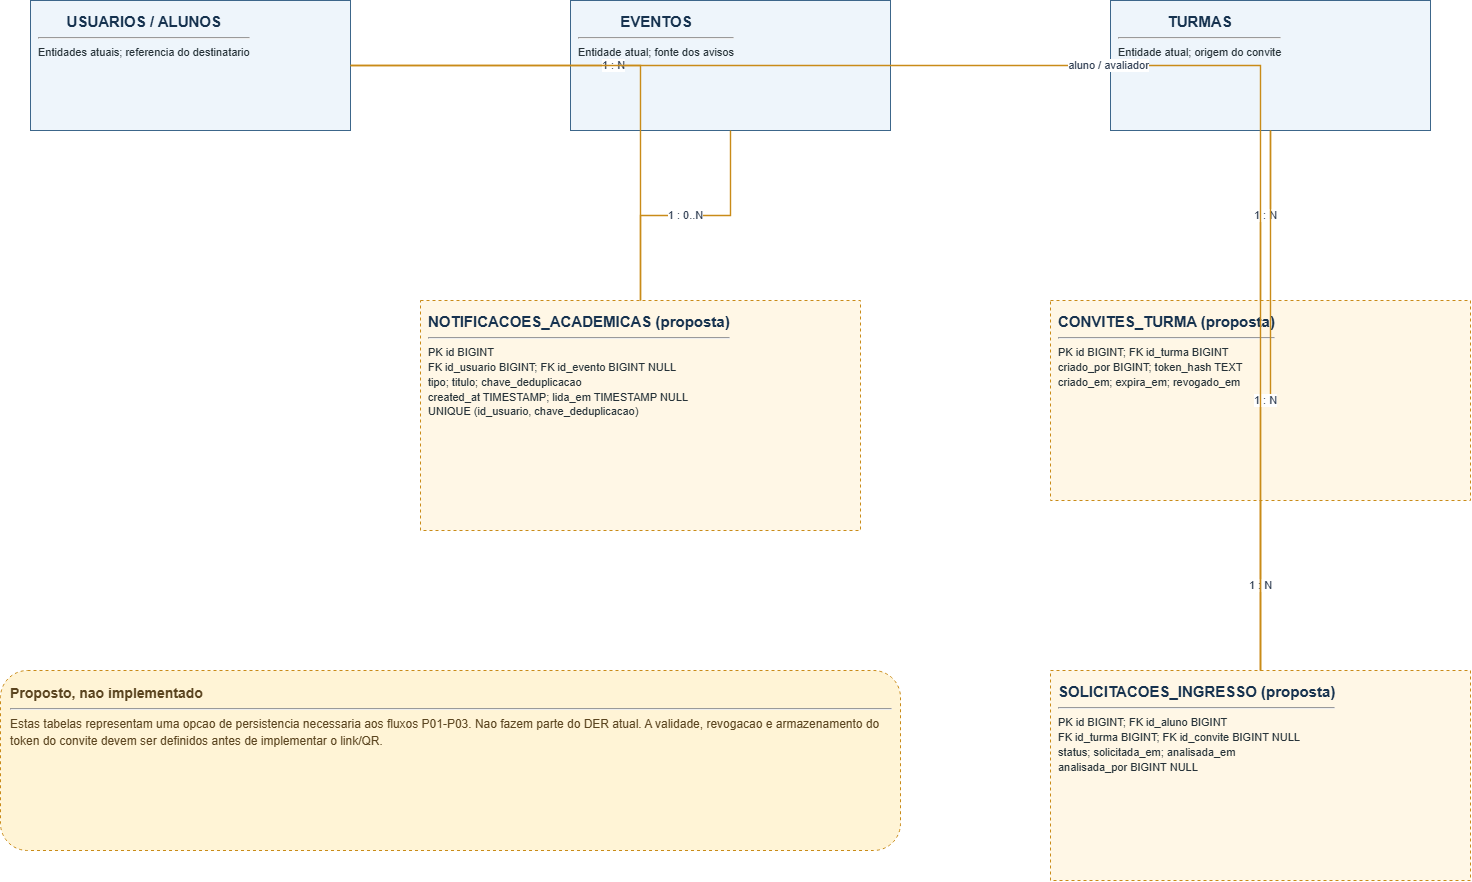 USUARIOS / ALUNOS
Entidades atuais; referencia do destinatario
EVENTOS
Entidade atual; fonte dos avisos
TURMAS
Entidade atual; origem do convite
1 : N
aluno / avaliador
1 : 0..N
1 : N
NOTIFICACOES_ACADEMICAS (proposta)
PK id BIGINT
FK id_usuario BIGINT; FK id_evento BIGINT NULL
tipo; titulo; chave_deduplicacao
created_at TIMESTAMP; lida_em TIMESTAMP NULL
UNIQUE (id_usuario, chave_deduplicacao)
CONVITES_TURMA (proposta)
PK id BIGINT; FK id_turma BIGINT
criado_por BIGINT; token_hash TEXT
criado_em; expira_em; revogado_em
1 : N
1 : N
Proposto, nao implementado
Estas tabelas representam uma opcao de persistencia necessaria aos fluxos P01-P03. Nao fazem parte do DER atual. A validade, revogacao e armazenamento do
token do convite devem ser definidos antes de implementar o link/QR.
SOLICITACOES_INGRESSO (proposta)
PK id BIGINT; FK id_aluno BIGINT
FK id_turma BIGINT; FK id_convite BIGINT NULL
status; solicitada_em; analisada_em
analisada_por BIGINT NULL